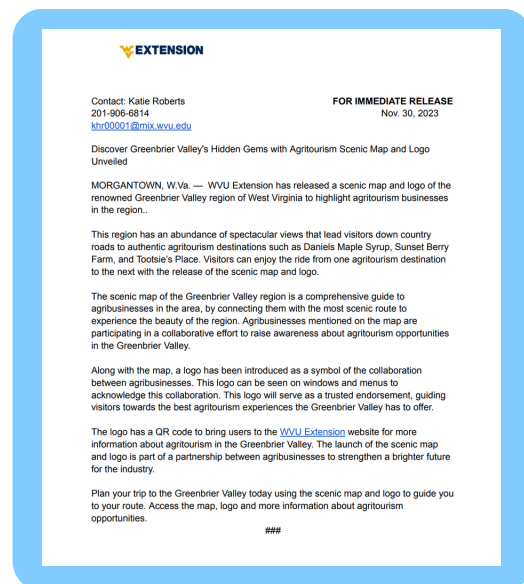 EXTENSION
Contact: Katie Roberts
FOR IMMEDIATE RELEASE
201-906-6814
Nov. 30, 2023
khr00001@mix.wvu.edu
Discover Greenbrier Valley's Hidden Gems with Agritourism Scenic Map and Logo
Unveiled
MORGANTOWN, W.Va. — WVU Extension has released a scenic map and logo of the
renowned Greenbrier Valley region of West Virginia to highlight agritourism businesses
in the region..
This region has an abundance of spectacular views that lead visitors down country
roads to authentic agritourism destinations such as Daniels Maple Syrup, Sunset Berry
Farm, and Tootsie's Place. Visitors can enjoy the ride from one agritourism destination
to the next with the release of the scenic map and logo.
The scenic map of the Greenbrier Valley region is a comprehensive guide to
agribusinesses in the area, by connecting them with the most scenic route to
experience the beauty of the region. Agribusinesses mentioned on the map are
participating in a collaborative effort to raise awareness about agritourism opportunities
in the Greenbrier Valley.
Along with the map, a logo has been introduced as a symbol of the collaboration
between agribusinesses. This logo can be seen on windows and menus to
acknowledge this collaboration. This logo will serve as a trusted endorsement, guiding
visitors towards the best agritourism experiences the Greenbrier Valley has to offer.
The logo has a QR code to bring users to the WVU Extension website for more
information about agritourism in the Greenbrier Valley. The launch of the scenic map
and logo is part of a partnership between agribusinesses to strengthen a brighter future
for the industry.
Plan your trip to the Greenbrier Valley today using the scenic map and logo to guide you
to your route. Access the map, logo and more information about agritourism
opportunities.
###